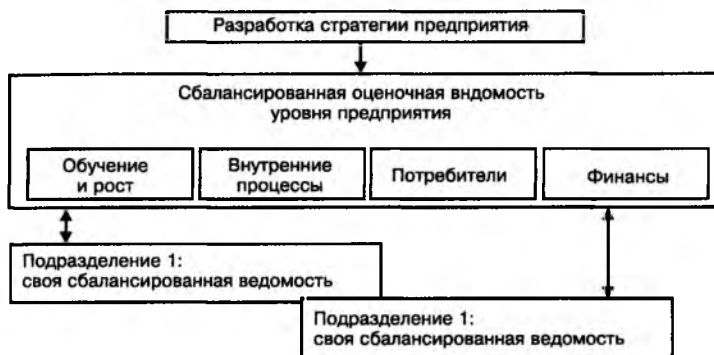 Разработка стратегии предприятия
Сбалансированная оценочная вндомость
уровня предприятия
Обучение
и рост
Внутренние
процессы
Потребители
Финансы
Подразделение 1:
своя сбалансированная ведомость
Подразделение 1:
своя сбалансированная ведомость